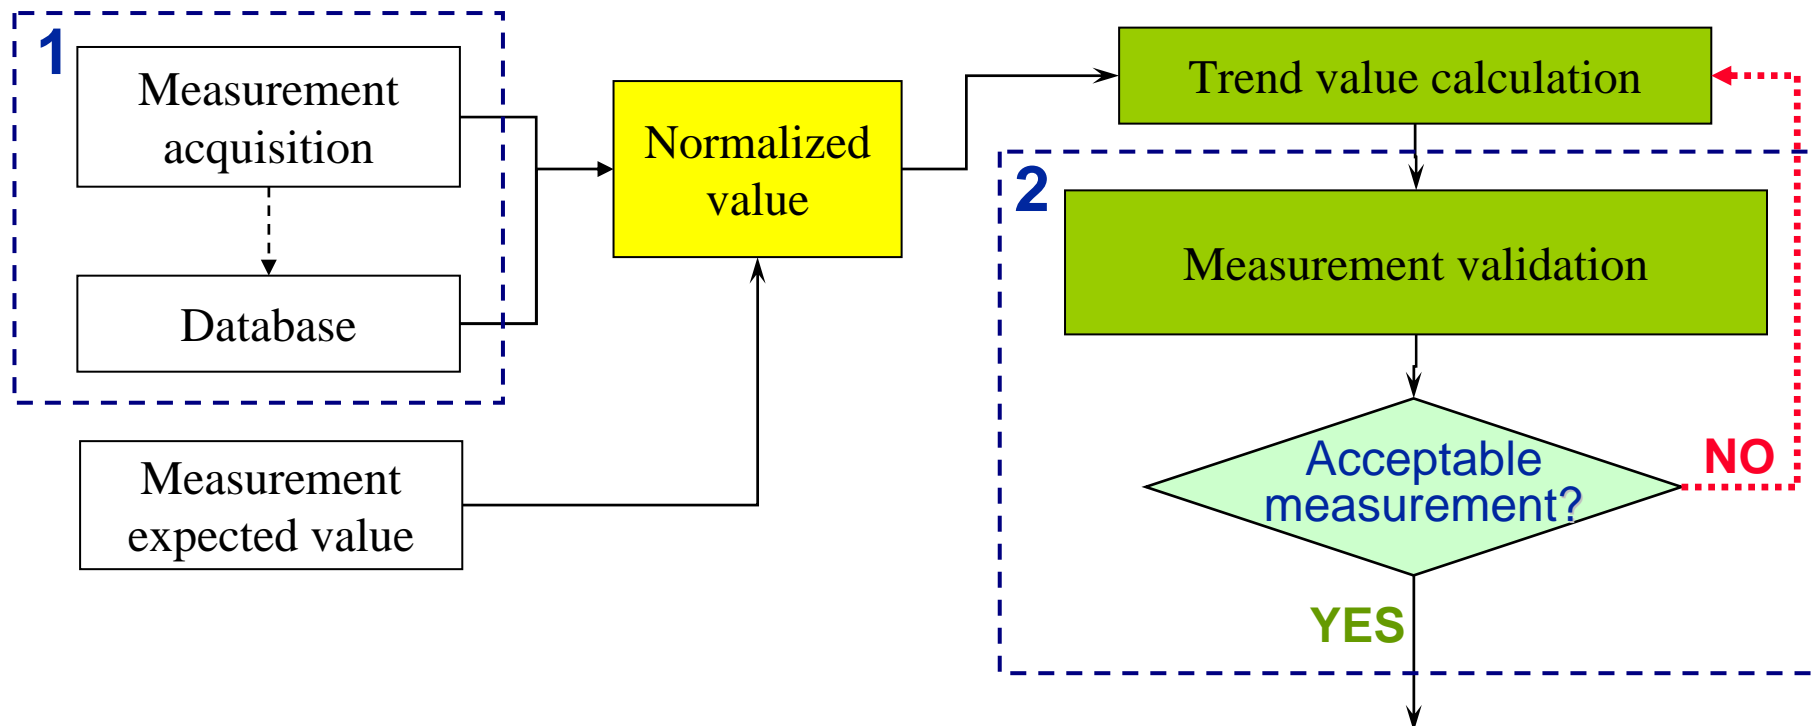 1
Measurement
acquisition
Database
Measurement
expected value
Normalized
value
Trend value calculation
2
Measurement validation
Acceptable
measurement?
NO
YES